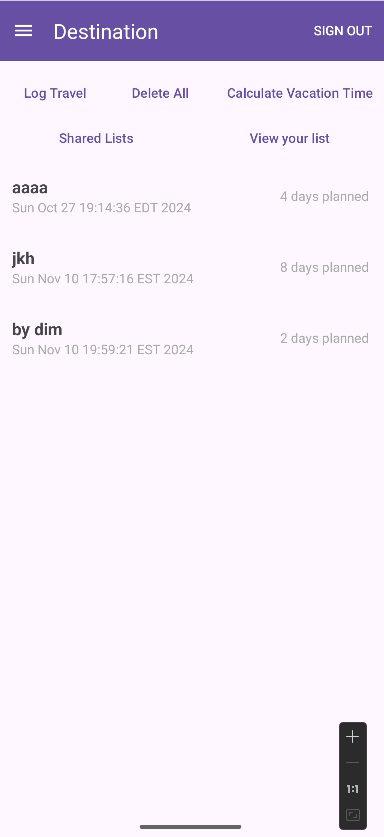 Destination SIGN OUT
Log Travel Delete All Calculate Vacation Time
Shared Lists View your list
aaaa
Sun Oct 27 19:14:36 EDT 2024 4 days planned
jkh
Sun Nov 10 17:57:16 EST 2024 8 days planned
by dim
Sun Nov 10 19:59:21 EST 2024 2 days planned
1:1